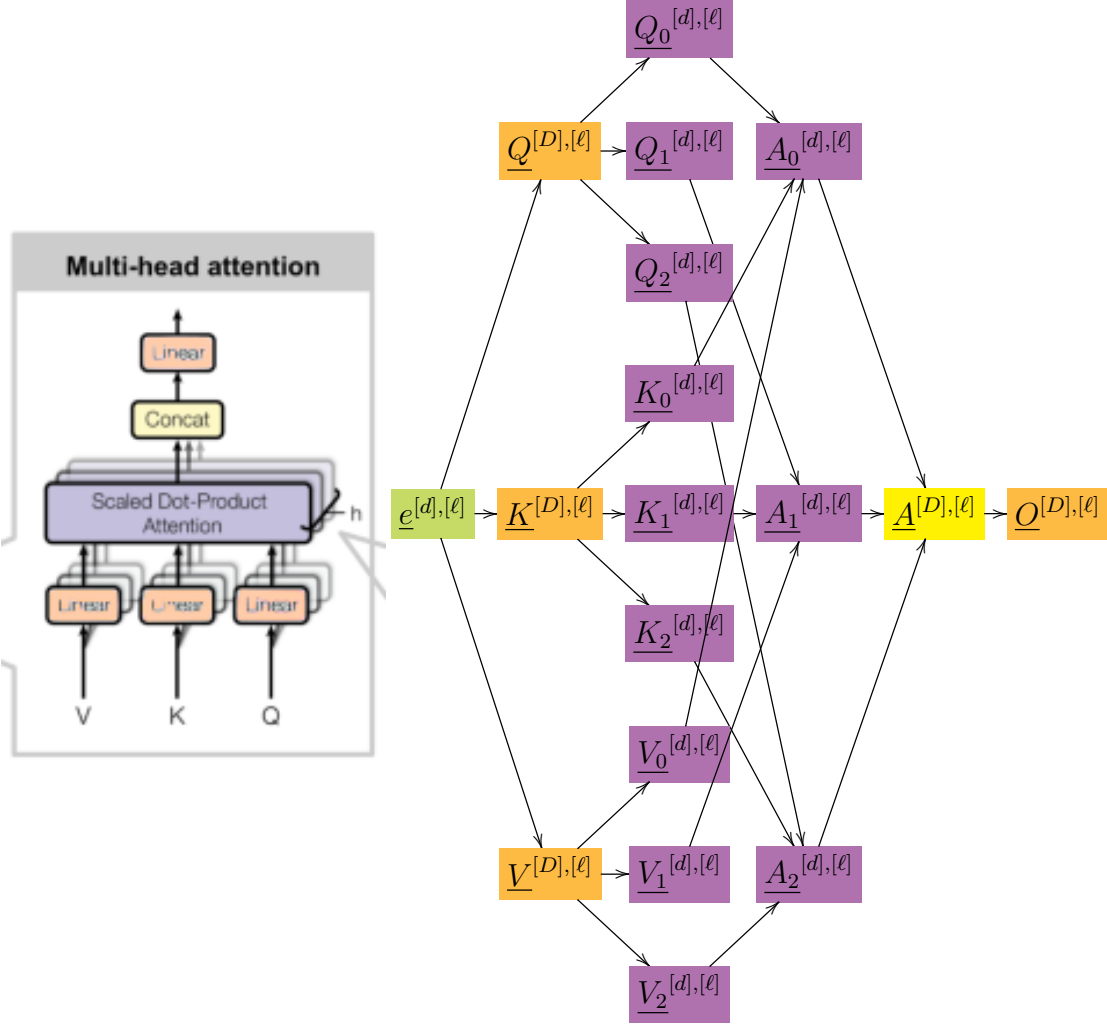 Multi-head attention
Linear
Concat
Scaled Dot-Product
Attention
h
Linear Linear Linear
V K Q
Q₀^{[d],[ℓ]}
Q^{[D],[ℓ]} Q₁^{[d],[ℓ]} A₀^{[d],[ℓ]}
Q₂^{[d],[ℓ]}
K₀^{[d],[ℓ]}
e^{[d],[ℓ]} K^{[D],[ℓ]} K₁^{[d],[ℓ]} A₁^{[d],[ℓ]} A^{[D],[ℓ]} O^{[D],[ℓ]}
K₂^{[d],[ℓ]}
V₀^{[d],[ℓ]}
V^{[D],[ℓ]} V₁^{[d],[ℓ]} A₂^{[d],[ℓ]}
V₂^{[d],[ℓ]}